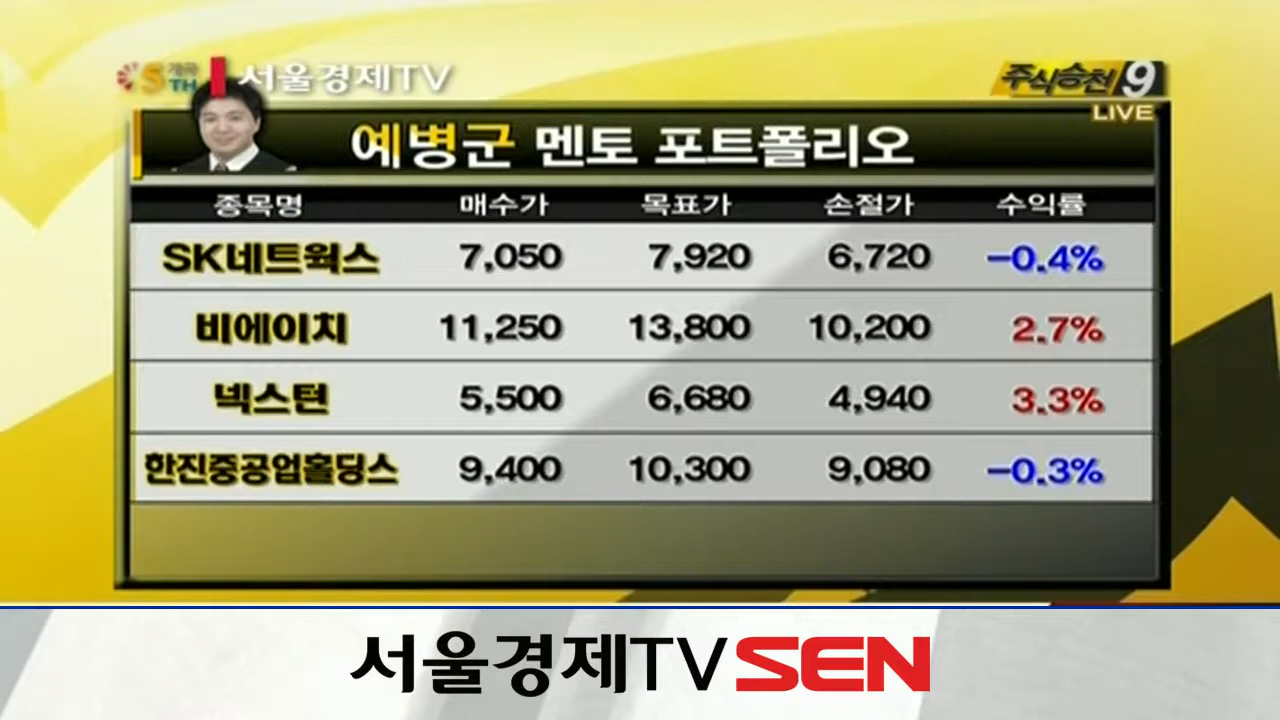 5 개국 TH 서울경제TV
주식승천 9
LIVE
예병군 멘토 포트폴리오
종목명 매수가 목표가 손절가 수익률
SK네트웍스 7,050 7,920 6,720 -0.4%
비에이치 11,250 13,800 10,200 2.7%
넥스턴 5,500 6,680 4,940 3.3%
한진중공업홀딩스 9,400 10,300 9,080 -0.3%
서울경제TV SEN